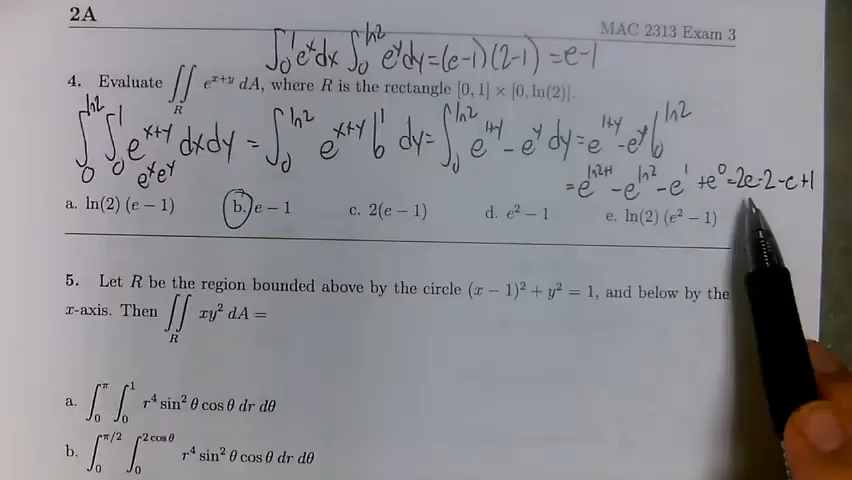 2A MAC 2313 Exam 3
∫₀¹ eˣdx ∫₀^{ln2} eʸdy = (e-1)(2-1) = e-1
4. Evaluate ∬_R e^{x+y} dA, where R is the rectangle [0, 1] × [0, ln(2)].
∫₀^{ln2} ∫₀¹ e^{x+y} dx dy = ∫₀^{ln2} e^{x+y} |₀¹ dy = ∫₀^{ln2} e^{1+y} - eʸ dy = e^{1+y} - eʸ |₀^{ln2}
eˣeʸ
= e^{ln2+1} - e^{ln2} - e¹ + e⁰ = 2e - 2 - e + 1
a. ln(2) (e − 1) b. e − 1 c. 2(e − 1) d. e² − 1 e. ln(2) (e² − 1)
5. Let R be the region bounded above by the circle (x − 1)² + y² = 1, and below by the
x-axis. Then ∬_R xy² dA =
a. ∫₀^π ∫₀¹ r⁴ sin² θ cos θ dr dθ
b. ∫₀^{π/2} ∫₀^{2 cos θ} r⁴ sin² θ cos θ dr dθ